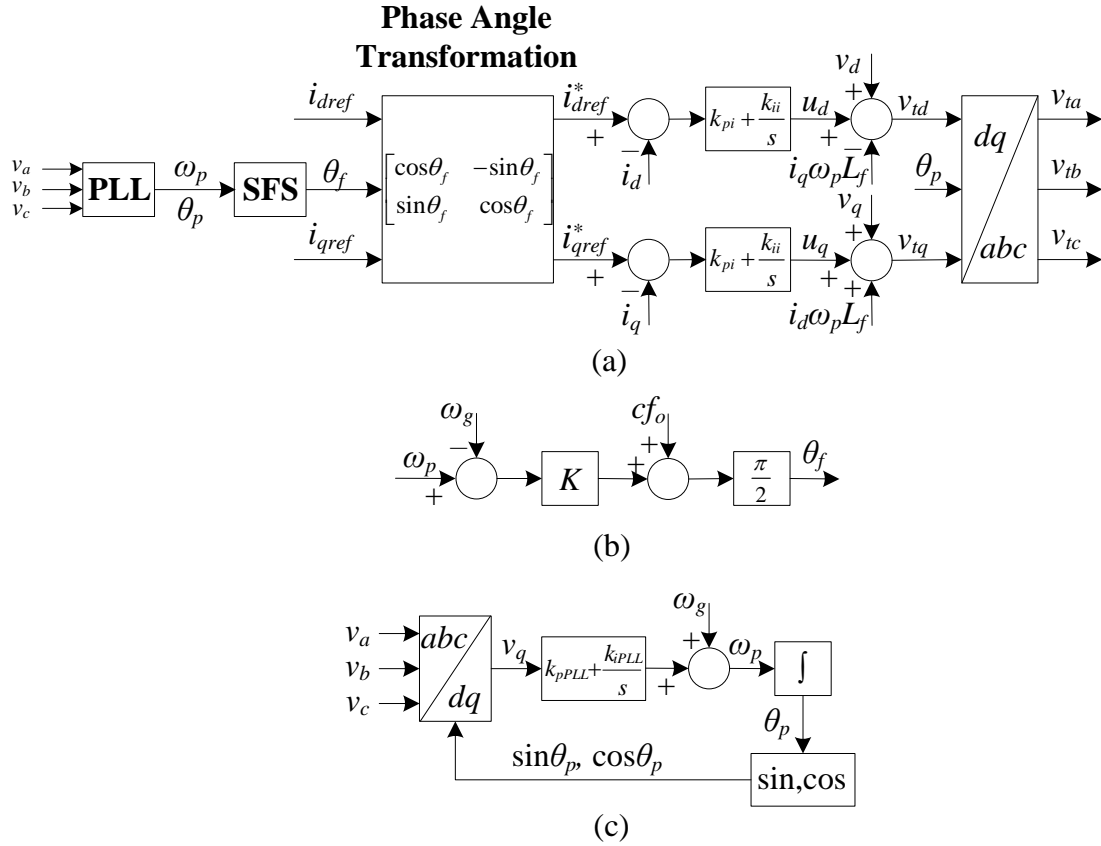 Phase Angle
Transformation
i_dref
i*_dref
i_d
k_pi + k_ii/s
u_d
v_d
v_td
i_qω_pL_f
v_a
v_b
v_c
PLL
ω_p
θ_p
SFS
θ_f
[cosθ_f −sinθ_f
sinθ_f cosθ_f]
i_qref
i*_qref
i_q
k_pi + k_ii/s
u_q
v_q
v_tq
i_dω_pL_f
θ_p
dq
abc
v_ta
v_tb
v_tc
+ − + + − + − + + +
(a)
ω_g
ω_p
− +
K
cf_o
+ +
π/2
θ_f
(b)
v_a
v_b
v_c
abc
dq
v_q
k_pPLL + k_iPLL/s
ω_g
+ +
ω_p
∫
θ_p
sin,cos
sinθ_p, cosθ_p
(c)